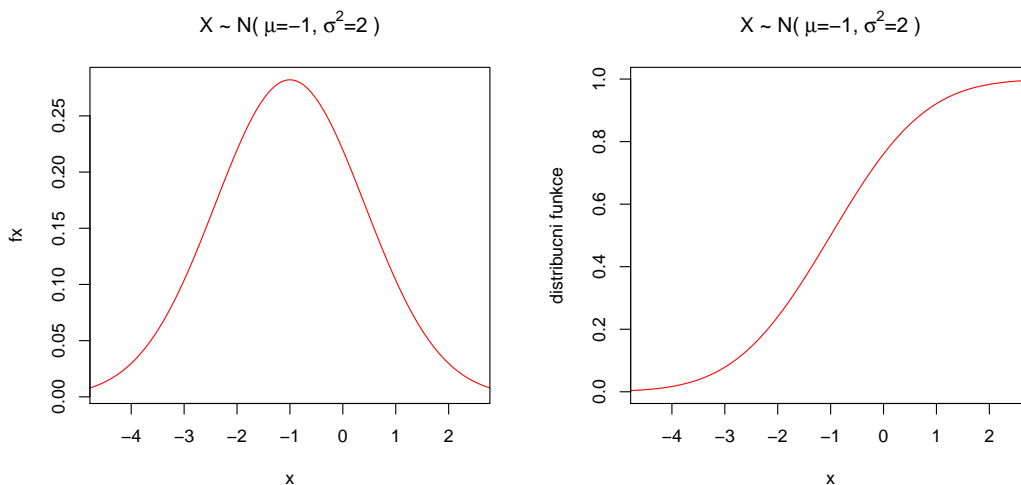 X ~ N( μ=−1, σ²=2 )
fx
0.25
0.20
0.15
0.10
0.05
0.00
−4 −3 −2 −1 0 1 2
x
X ~ N( μ=−1, σ²=2 )
distribucni funkce
1.0
0.8
0.6
0.4
0.2
0.0
−4 −3 −2 −1 0 1 2
x